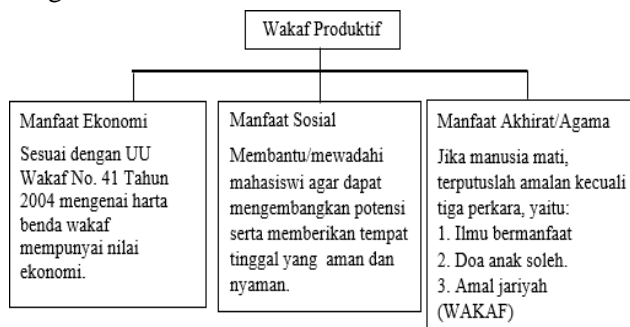 Wakaf Produktif
Manfaat Ekonomi
Sesuai dengan UU
Wakaf No. 41 Tahun
2004 mengenai harta
benda wakaf
mempunyai nilai
ekonomi.
Manfaat Sosial
Membantu/mewadahi
mahasiswi agar dapat
mengembangkan potensi
serta memberikan tempat
tinggal yang aman dan
nyaman.
Manfaat Akhirat/Agama
Jika manusia mati,
terputuslah amalan kecuali
tiga perkara, yaitu:
1. Ilmu bermanfaat
2. Doa anak soleh.
3. Amal jariyah
(WAKAF)